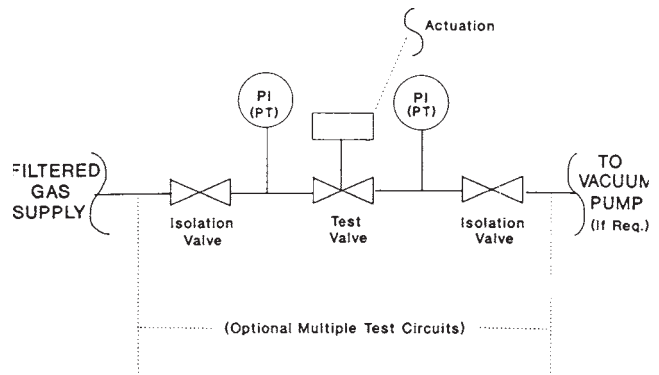 Actuation
PI
(PT)
PI
(PT)
FILTERED
GAS
SUPPLY
TO
VACUUM
PUMP
(If Req.)
Isolation
Valve
Test
Valve
Isolation
Valve
(Optional Multiple Test Circuits)